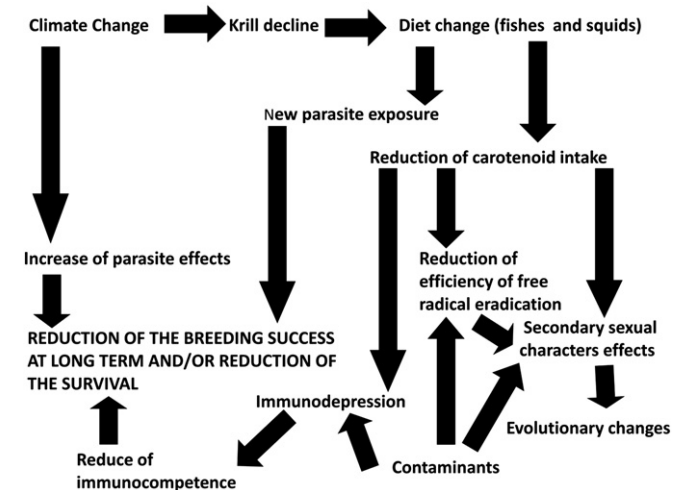 Climate Change
Krill decline
Diet change (fishes and squids)
New parasite exposure
Reduction of carotenoid intake
Increase of parasite effects
Reduction of
efficiency of free
radical eradication
Secondary sexual
characters effects
REDUCTION OF THE BREEDING SUCCESS
AT LONG TERM AND/OR REDUCTION OF
THE SURVIVAL
Immunodepression
Evolutionary changes
Reduce of
immunocompetence
Contaminants